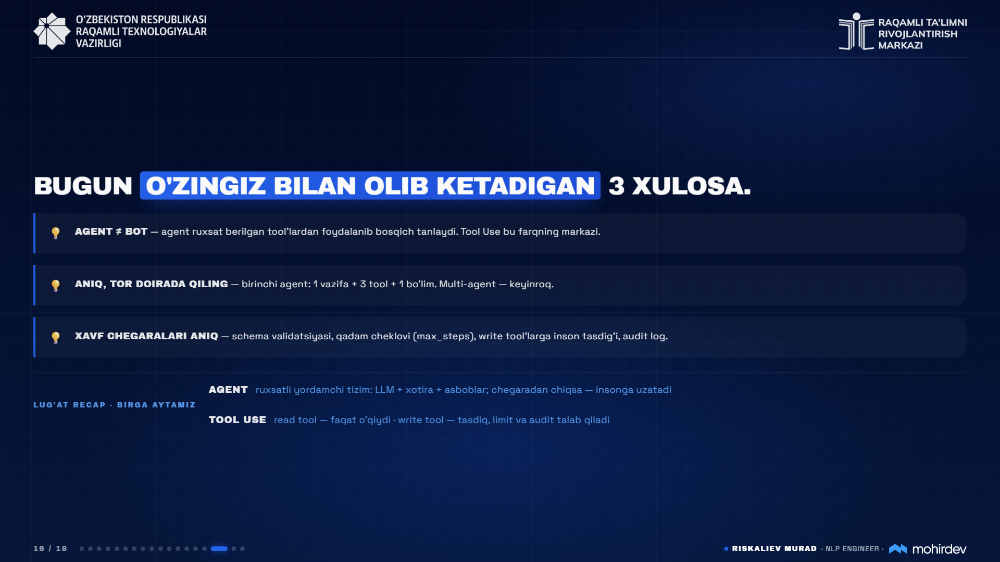 O'ZBEKISTON RESPUBLIKASI
RAQAMLI TEXNOLOGIYALAR
VAZIRLIGI
RAQAMLI TA'LIMNI
RIVOJLANTIRISH
MARKAZI
BUGUN O'ZINGIZ BILAN OLIB KETADIGAN 3 XULOSA.
AGENT ≠ BOT — agent ruxsat berilgan tool'lardan foydalanib bosqich tanlaydi. Tool Use bu farqning markazi.
ANIQ, TOR DOIRADA QILING — birinchi agent: 1 vazifa + 3 tool + 1 bo'lim. Multi-agent — keyinroq.
XAVF CHEGARALARI ANIQ — schema validatsiyasi, qadam cheklovi (max_steps), write tool'larga inson tasdig'i, audit log.
LUG'AT RECAP · BIRGA AYTAMIZ
AGENT ruxsatli yordamchi tizim: LLM + xotira + asboblar; chegaradan chiqsa — insonga uzatadi
TOOL USE read tool — faqat o'qiydi · write tool — tasdiq, limit va audit talab qiladi
16 / 18
RISKALIEV MURAD · NLP ENGINEER · mohirdev